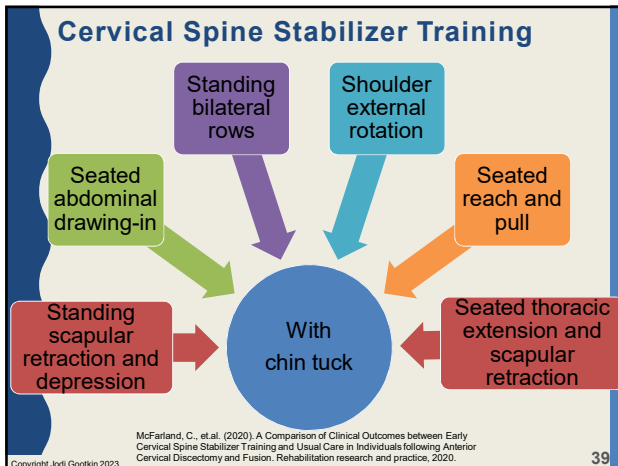 Cervical Spine Stabilizer Training
Standing
bilateral
rows
Shoulder
external
rotation
Seated
abdominal
drawing-in
Seated
reach and
pull
Standing
scapular
retraction and
depression
With
chin tuck
Seated thoracic
extension and
scapular
retraction
McFarland, C., et.al. (2020). A Comparison of Clinical Outcomes between Early
Cervical Spine Stabilizer Training and Usual Care in Individuals following Anterior
Cervical Discectomy and Fusion. Rehabilitation research and practice, 2020.
Copyright Jodi Gootkin 2023
39